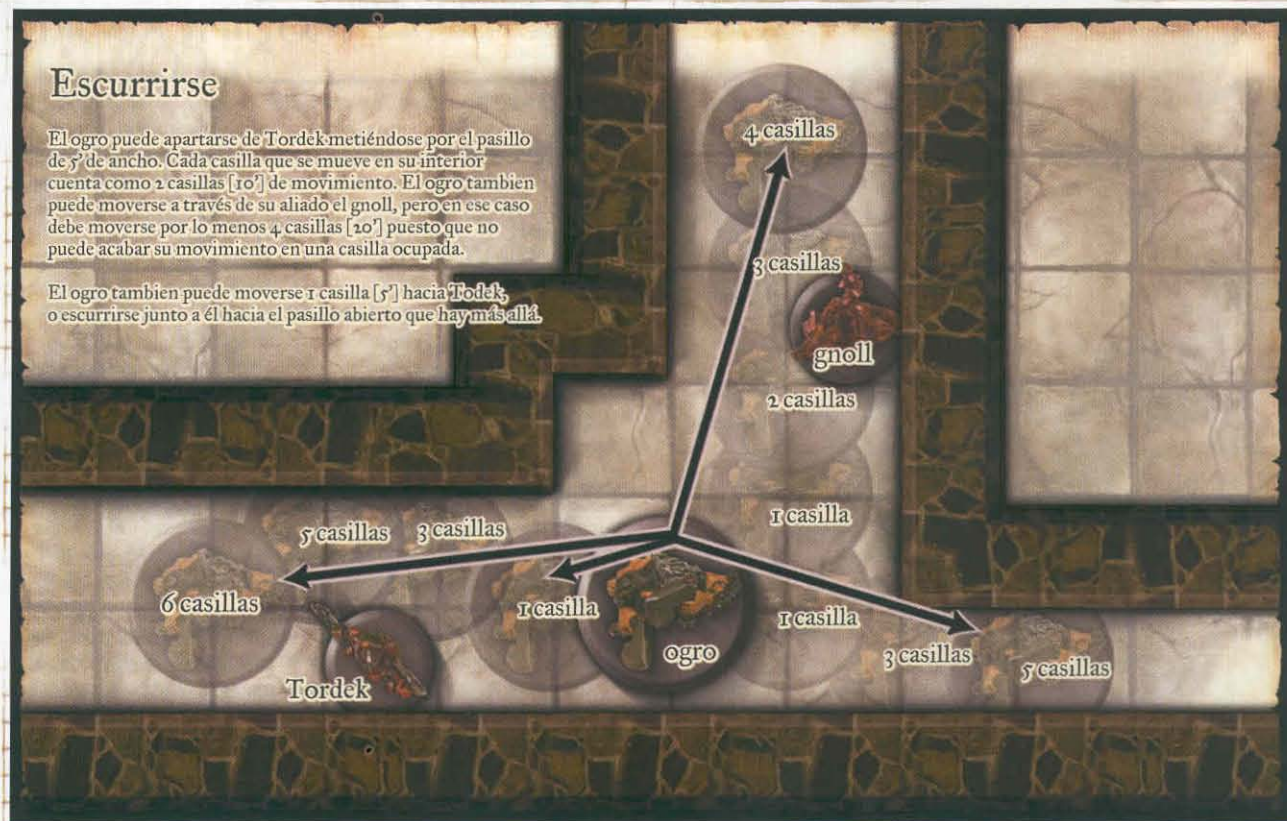 Escurrirse
El ogro puede apartarse de Tordek metiéndose por el pasillo
de 5' de ancho. Cada casilla que se mueve en su interior
cuenta como 2 casillas [10'] de movimiento. El ogro tambien
puede moverse a través de su aliado el gnoll, pero en ese caso
debe moverse por lo menos 4 casillas [20'] puesto que no
puede acabar su movimiento en una casilla ocupada.
El ogro tambien puede moverse 1 casilla [5'] hacia Todek,
o escurrirse junto a él hacia el pasillo abierto que hay más allá.
4 casillas
3 casillas
gnoll
2 casillas
1 casilla
5 casillas
3 casillas
6 casillas
1 casilla
ogro
1 casilla
3 casillas
5 casillas
Tordek